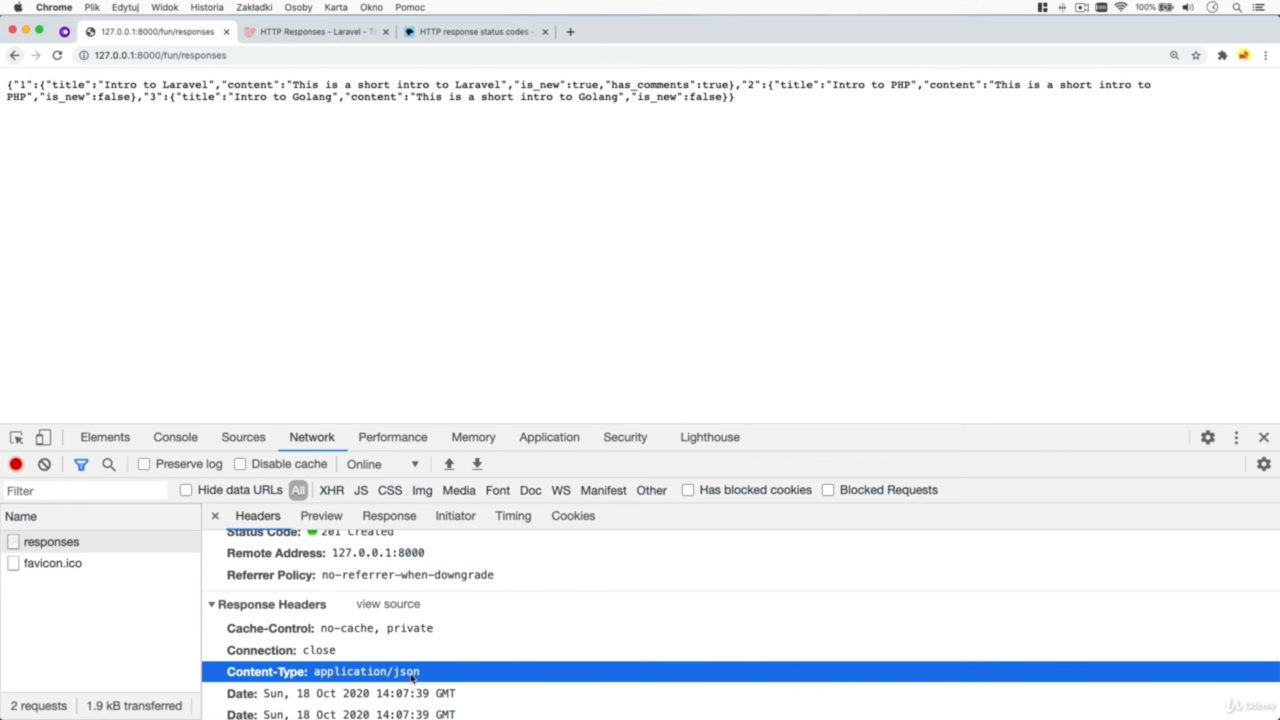 Chrome Plik Edytuj Widok Historia Zakładki Osoby Karta Okno Pomoc 100%
127.0.0.1:8000/fun/responses HTTP Responses - Laravel - T HTTP response status codes -
127.0.0.1:8000/fun/responses
{"1":{"title":"Intro to Laravel","content":"This is a short intro to Laravel","is_new":true,"has_comments":true},"2":{"title":"Intro to PHP","content":"This is a short intro to
PHP","is_new":false},"3":{"title":"Intro to Golang","content":"This is a short intro to Golang","is_new":false}}
Elements Console Sources Network Performance Memory Application Security Lighthouse
Preserve log Disable cache Online
Filter Hide data URLs All XHR JS CSS Img Media Font Doc WS Manifest Other Has blocked cookies Blocked Requests
Name Headers Preview Response Initiator Timing Cookies
Status Code: 201 Created
responses
Remote Address: 127.0.0.1:8000
favicon.ico
Referrer Policy: no-referrer-when-downgrade
Response Headers view source
Cache-Control: no-cache, private
Connection: close
Content-Type: application/json
Date: Sun, 18 Oct 2020 14:07:39 GMT
2 requests 1.9 kB transferred
Date: Sun, 18 Oct 2020 14:07:39 GMT
Udemy